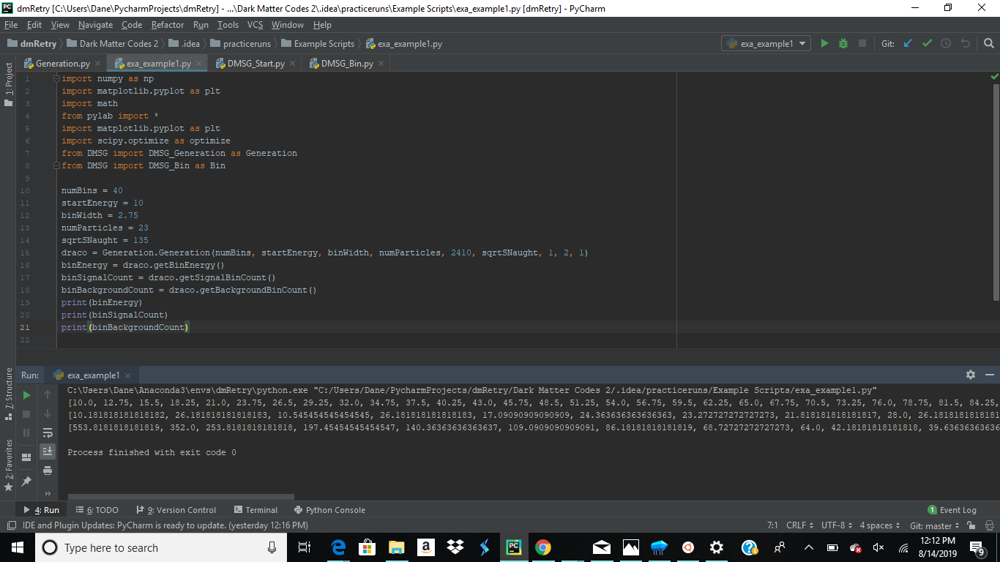 dmRetry [C:\Users\Dane\PycharmProjects\dmRetry] - ...\Dark Matter Codes 2\.idea\practiceruns\Example Scripts\exa_example1.py [dmRetry] - PyCharm
File Edit View Navigate Code Refactor Run Tools VCS Window Help
dmRetry Dark Matter Codes 2 .idea practiceruns Example Scripts exa_example1.py exa_example1 Git:
Generation.py exa_example1.py DMSG_Start.py DMSG_Bin.py
1: Project
1 import numpy as np
2 import matplotlib.pyplot as plt
3 import math
4 from pylab import *
5 import matplotlib.pyplot as plt
6 import scipy.optimize as optimize
7 from DMSG import DMSG_Generation as Generation
8 from DMSG import DMSG_Bin as Bin
9
10 numBins = 40
11 startEnergy = 10
12 binWidth = 2.75
13 numParticles = 23
14 sqrtSNaught = 135
15 draco = Generation.Generation(numBins, startEnergy, binWidth, numParticles, 2410, sqrtSNaught, 1, 2, 1)
16 binEnergy = draco.getBinEnergy()
17 binSignalCount = draco.getSignalBinCount()
18 binBackgroundCount = draco.getBackgroundBinCount()
19 print(binEnergy)
20 print(binSignalCount)
21 print(binBackgroundCount)
22
7: Structure
2: Favorites
Run: exa_example1
C:\Users\Dane\Anaconda3\envs\dmRetry\python.exe "C:/Users/Dane/PycharmProjects/dmRetry/Dark Matter Codes 2/.idea/practiceruns/Example Scripts/exa_example1.py"
[10.0, 12.75, 15.5, 18.25, 21.0, 23.75, 26.5, 29.25, 32.0, 34.75, 37.5, 40.25, 43.0, 45.75, 48.5, 51.25, 54.0, 56.75, 59.5, 62.25, 65.0, 67.75, 70.5, 73.25, 76.0, 78.75, 81.5, 84.25,
[10.181818181818182, 26.181818181818183, 10.545454545454545, 26.181818181818183, 17.09090909090909, 24.363636363636363, 23.272727272727273, 21.818181818181817, 28.0, 26.1818181818181
[553.8181818181819, 352.0, 253.8181818181818, 197.45454545454547, 140.36363636363637, 109.0909090909091, 86.18181818181819, 68.72727272727273, 64.0, 42.18181818181818, 39.63636363636
Process finished with exit code 0
4: Run 6: TODO 9: Version Control Terminal Python Console 1 Event Log
IDE and Plugin Updates: PyCharm is ready to update. (yesterday 12:16 PM) 7:1 CRLF UTF-8 4 spaces Git: master
Type here to search
12:12 PM
8/14/2019
9